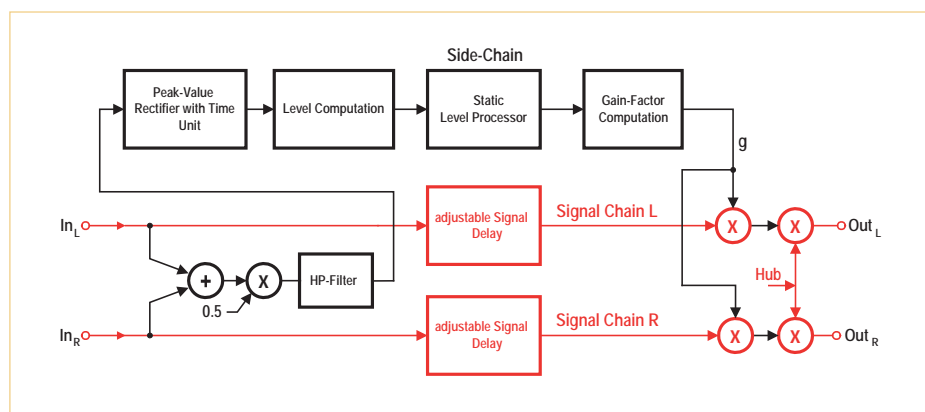 Side-Chain
Peak-Value
Rectifier with Time
Unit
Level Computation
Static
Level Processor
Gain-Factor
Computation
g
In L
adjustable Signal
Delay
Signal Chain L
X
X
Out L
+
X
HP-Filter
0.5
Hub
In R
adjustable Signal
Delay
Signal Chain R
X
X
Out R